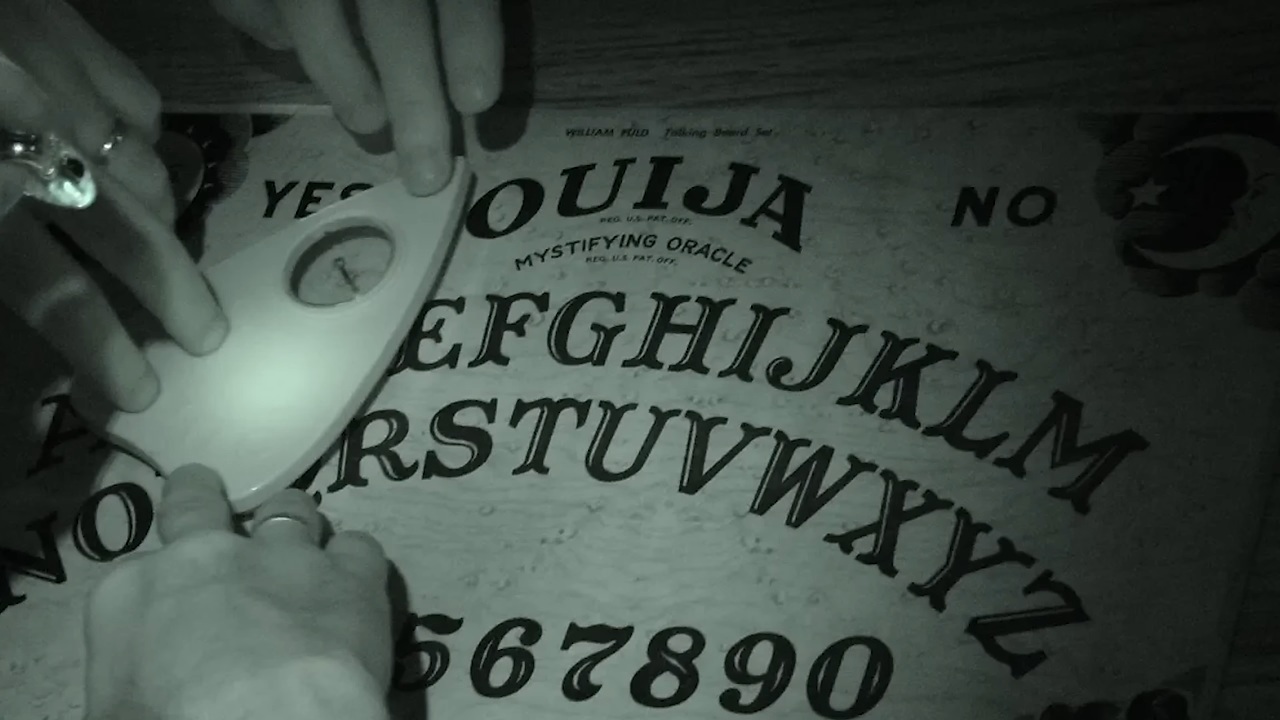 WILLIAM FULD Talking Board Set
YES OUIJA NO
REG. U.S. PAT. OFF.
MYSTIFYING ORACLE
REG. U.S. PAT. OFF.
A EFGHIJKLM
NO RSTUVWXYZ
567890